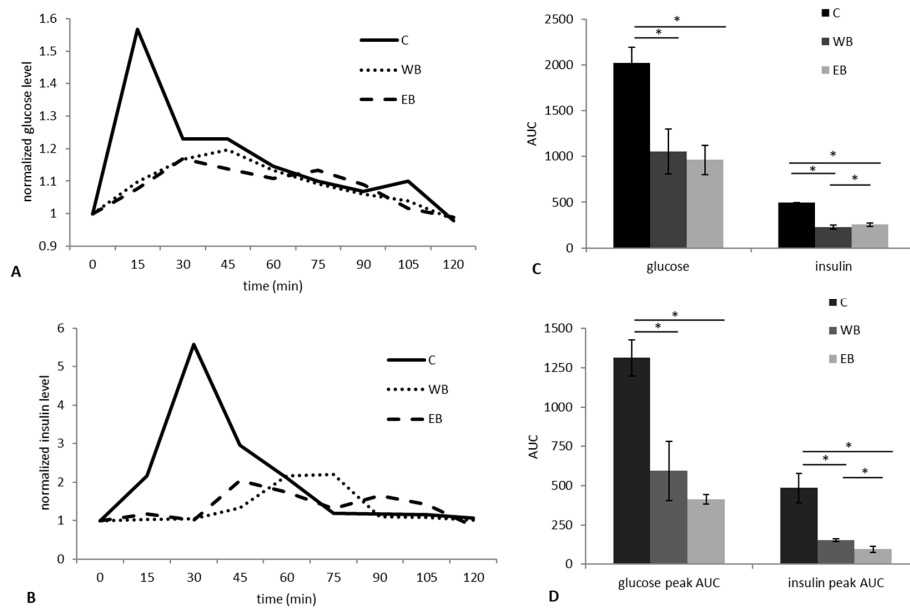 1.6
1.5
1.4
1.3
1.2
1.1
1
0.9
normalized glucose level
C
WB
EB
0 15 30 45 60 75 90 105 120
time (min)
A
C
WB
EB
* *
2500
2000
1500
1000
500
0
AUC
* * *
glucose insulin
C
6
5
4
3
2
1
0
normalized insulin level
C
WB
EB
0 15 30 45 60 75 90 105 120
time (min)
B
C
WB
EB
* *
1500
1250
1000
750
500
250
0
AUC
* * *
glucose peak AUC insulin peak AUC
D